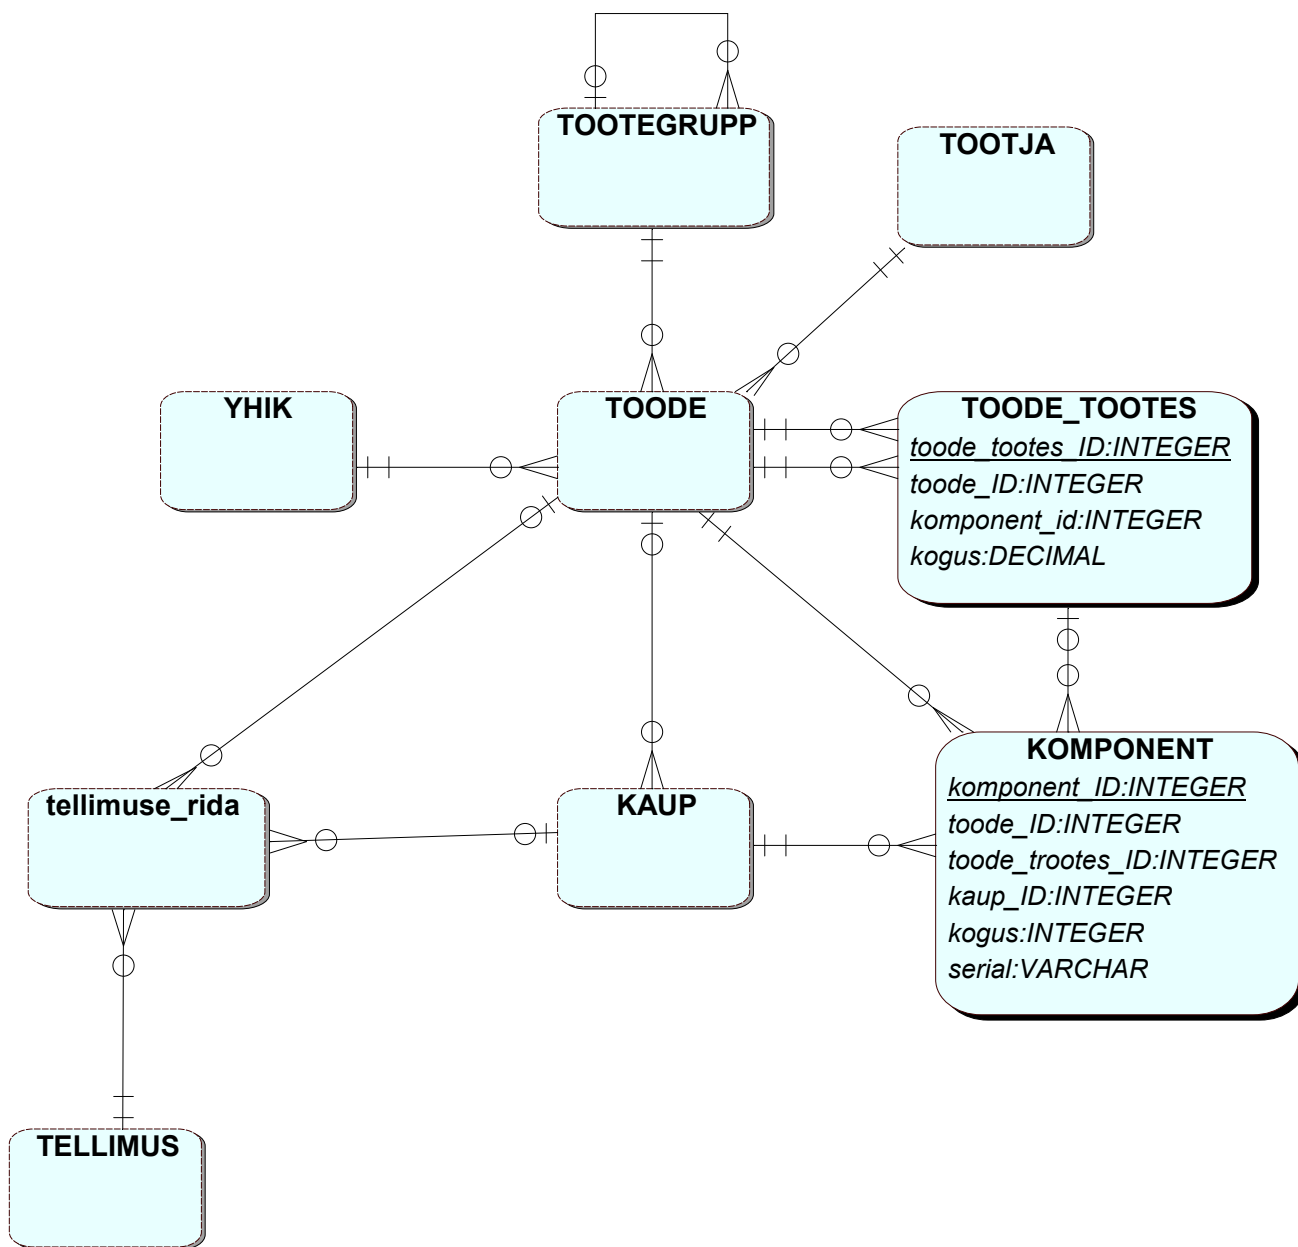 TOOTEGRUPP
TOOTJA
YHIK
TOODE
TOODE_TOOTES
toode_tootes_ID:INTEGER
toode_ID:INTEGER
komponent_id:INTEGER
kogus:DECIMAL
tellimuse_rida
KAUP
KOMPONENT
komponent_ID:INTEGER
toode_ID:INTEGER
toode_trootes_ID:INTEGER
kaup_ID:INTEGER
kogus:INTEGER
serial:VARCHAR
TELLIMUS